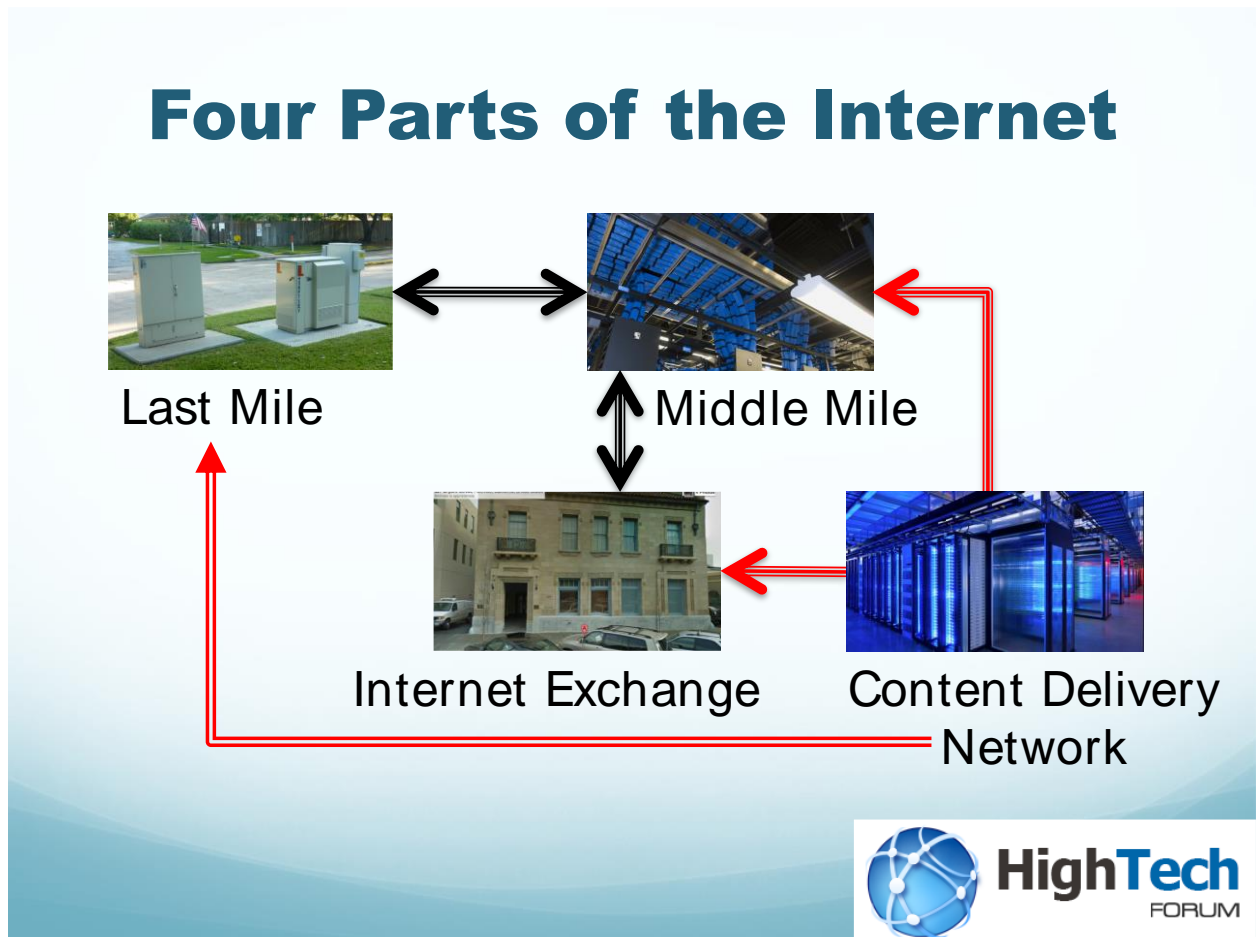 Four Parts of the Internet
Last Mile
Middle Mile
Internet Exchange
Content Delivery
Network
HighTech
FORUM